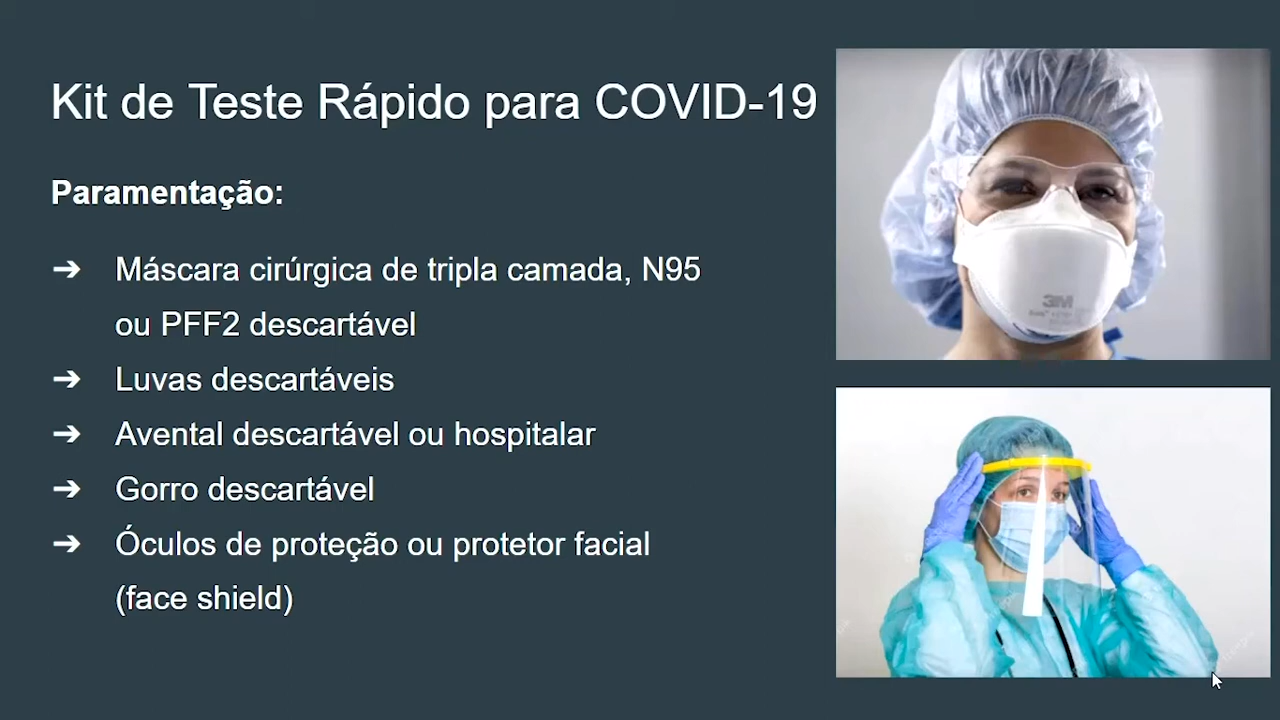 Kit de Teste Rápido para COVID-19
Paramentação:
➔ Máscara cirúrgica de tripla camada, N95
ou PFF2 descartável
➔ Luvas descartáveis
➔ Avental descartável ou hospitalar
➔ Gorro descartável
➔ Óculos de proteção ou protetor facial
(face shield)
3M